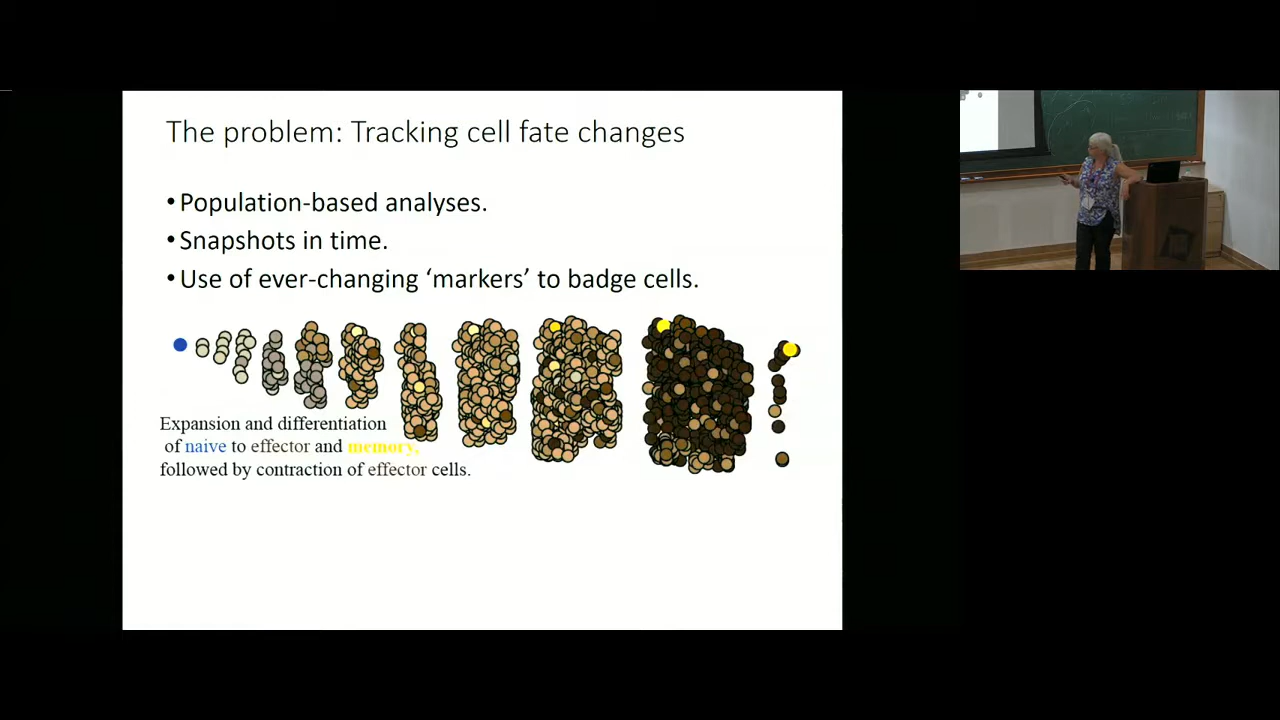 The problem: Tracking cell fate changes
• Population-based analyses.
• Snapshots in time.
• Use of ever-changing ‘markers’ to badge cells.
Expansion and differentiation
of naive to effector and memory,
followed by contraction of effector cells.